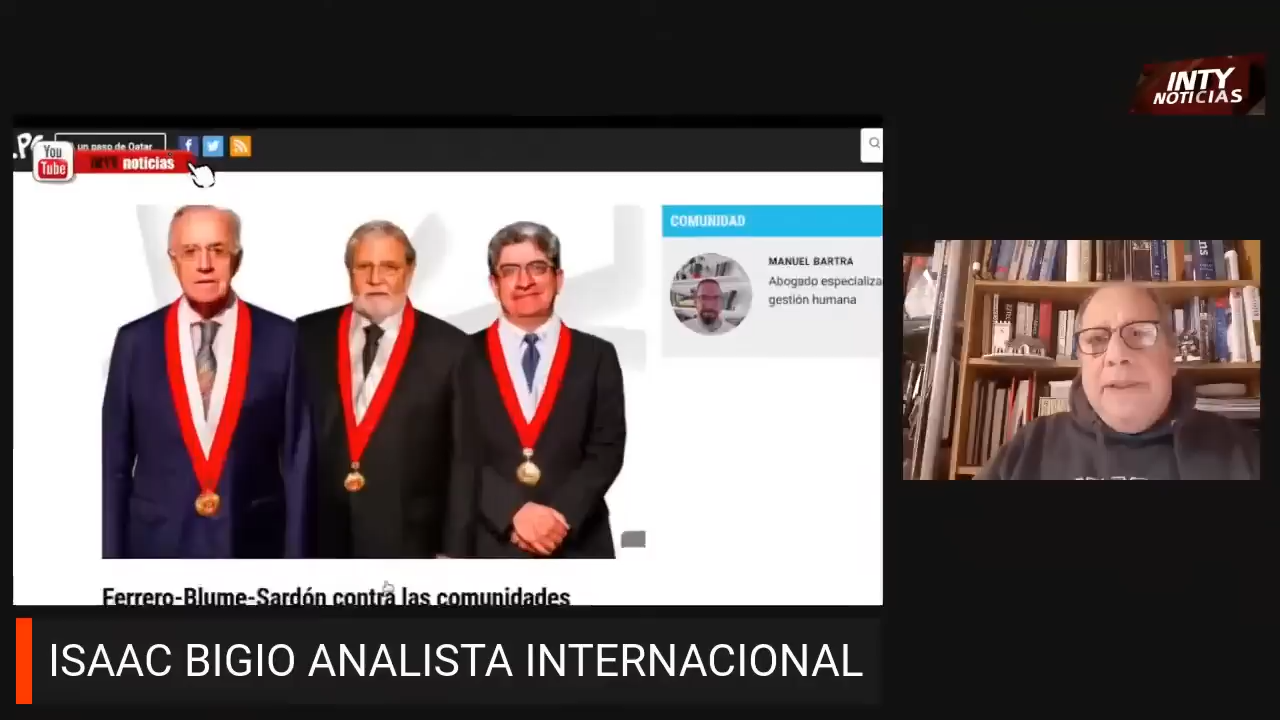 INTY
NOTICIAS
un paso de Qatar
You
Tube
INTY noticias
COMUNIDAD
MANUEL BARTRA
Abogado especializa
gestión humana
Ferrero-Blume-Sardón contra las comunidades
ISAAC BIGIO ANALISTA INTERNACIONAL